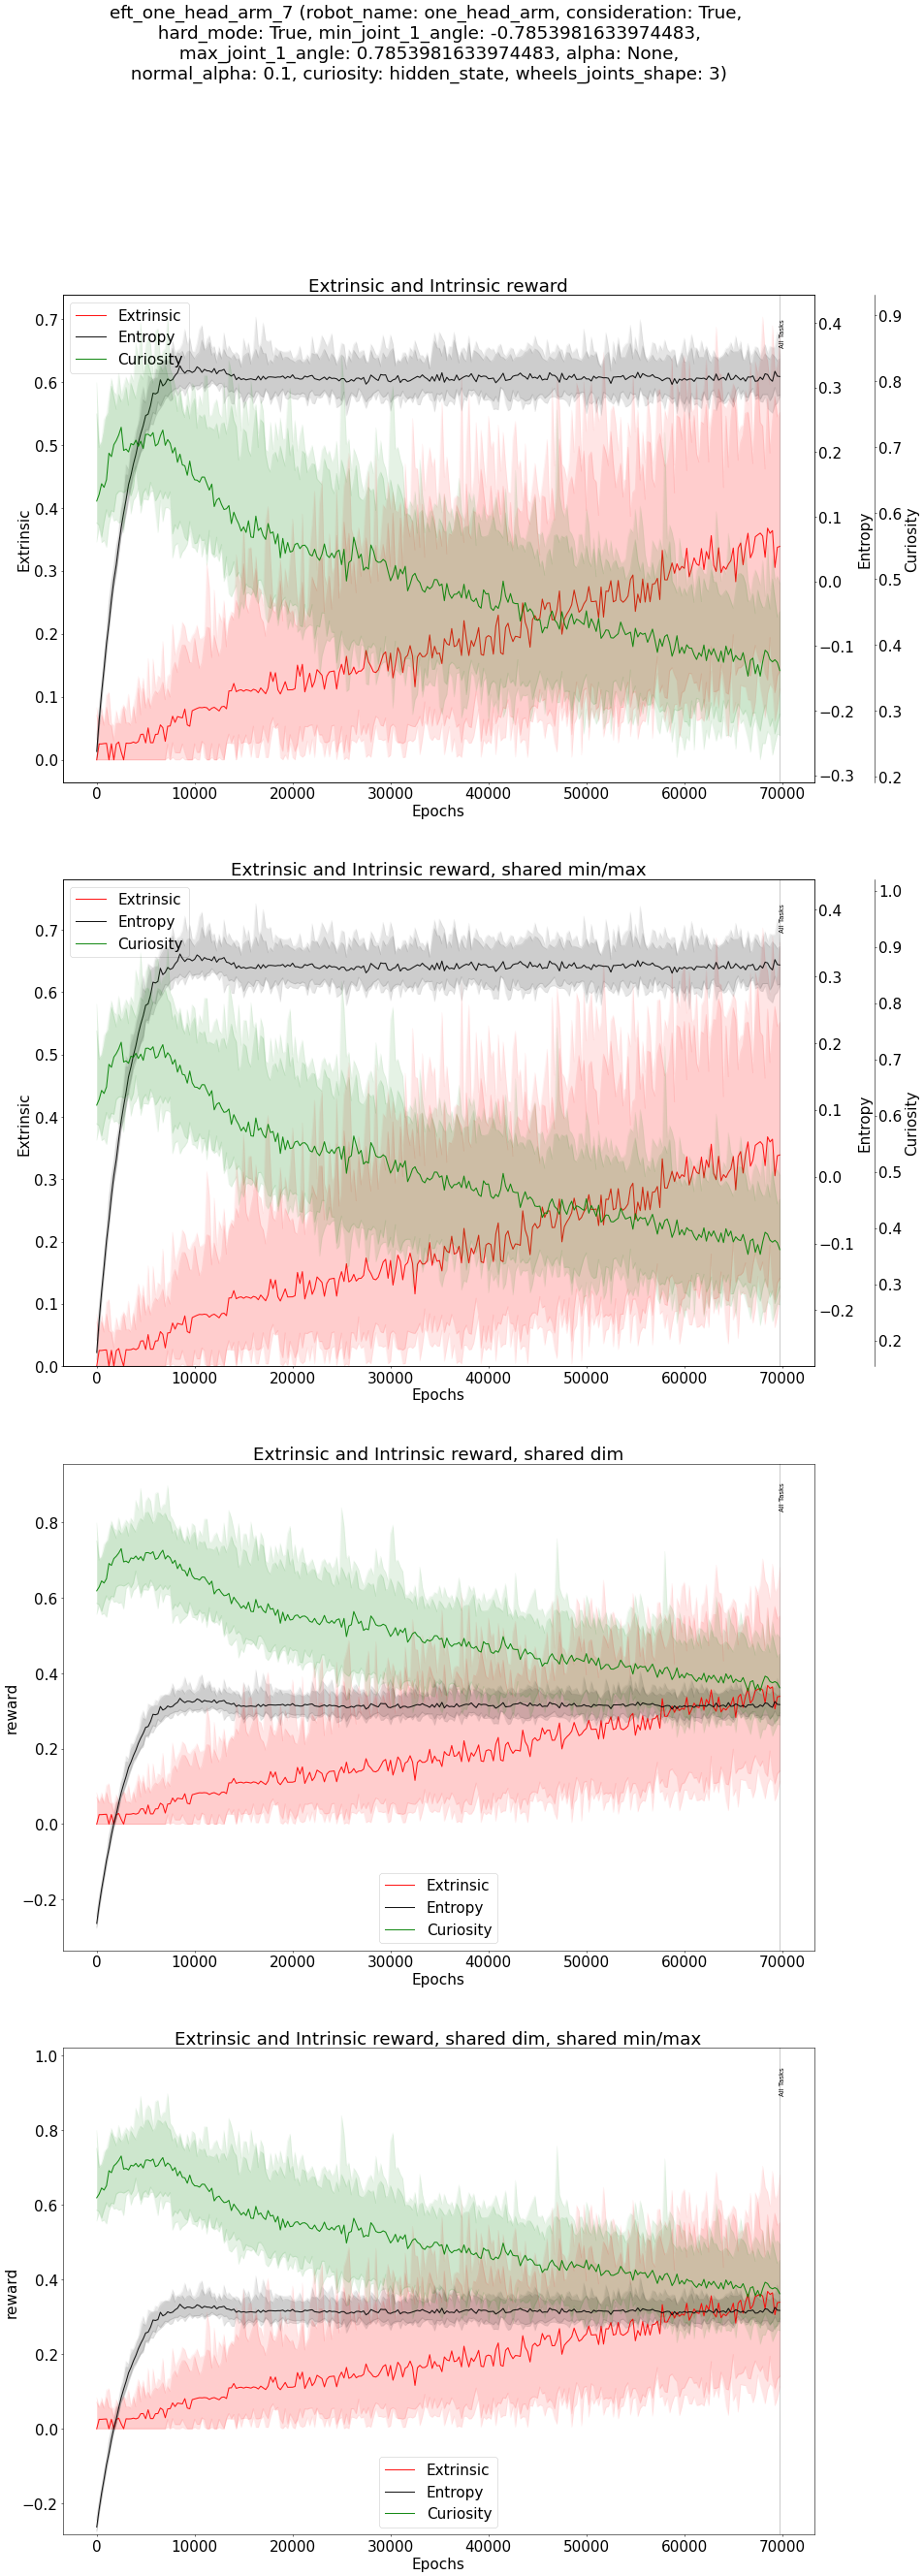 eft_one_head_arm_7 (robot_name: one_head_arm, consideration: True,
hard_mode: True, min_joint_1_angle: -0.7853981633974483,
max_joint_1_angle: 0.7853981633974483, alpha: None,
normal_alpha: 0.1, curiosity: hidden_state, wheels_joints_shape: 3)
Extrinsic and Intrinsic reward
Extrinsic
Entropy
Curiosity
All Tasks
0.7
0.6
0.5
0.4
0.3
0.2
0.1
0.0
Extrinsic
0.4
0.3
0.2
0.1
0.0
−0.1
−0.2
−0.3
Entropy
0.9
0.8
0.7
0.6
0.5
0.4
0.3
0.2
Curiosity
0 10000 20000 30000 40000 50000 60000 70000
Epochs
Extrinsic and Intrinsic reward, shared min/max
Extrinsic
Entropy
Curiosity
All Tasks
0.7
0.6
0.5
0.4
0.3
0.2
0.1
0.0
Extrinsic
0.4
0.3
0.2
0.1
0.0
−0.1
−0.2
Entropy
1.0
0.9
0.8
0.7
0.6
0.5
0.4
0.3
0.2
Curiosity
0 10000 20000 30000 40000 50000 60000 70000
Epochs
Extrinsic and Intrinsic reward, shared dim
All Tasks
0.8
0.6
0.4
0.2
0.0
−0.2
reward
Extrinsic
Entropy
Curiosity
0 10000 20000 30000 40000 50000 60000 70000
Epochs
Extrinsic and Intrinsic reward, shared dim, shared min/max
All Tasks
1.0
0.8
0.6
0.4
0.2
0.0
−0.2
reward
Extrinsic
Entropy
Curiosity
0 10000 20000 30000 40000 50000 60000 70000
Epochs